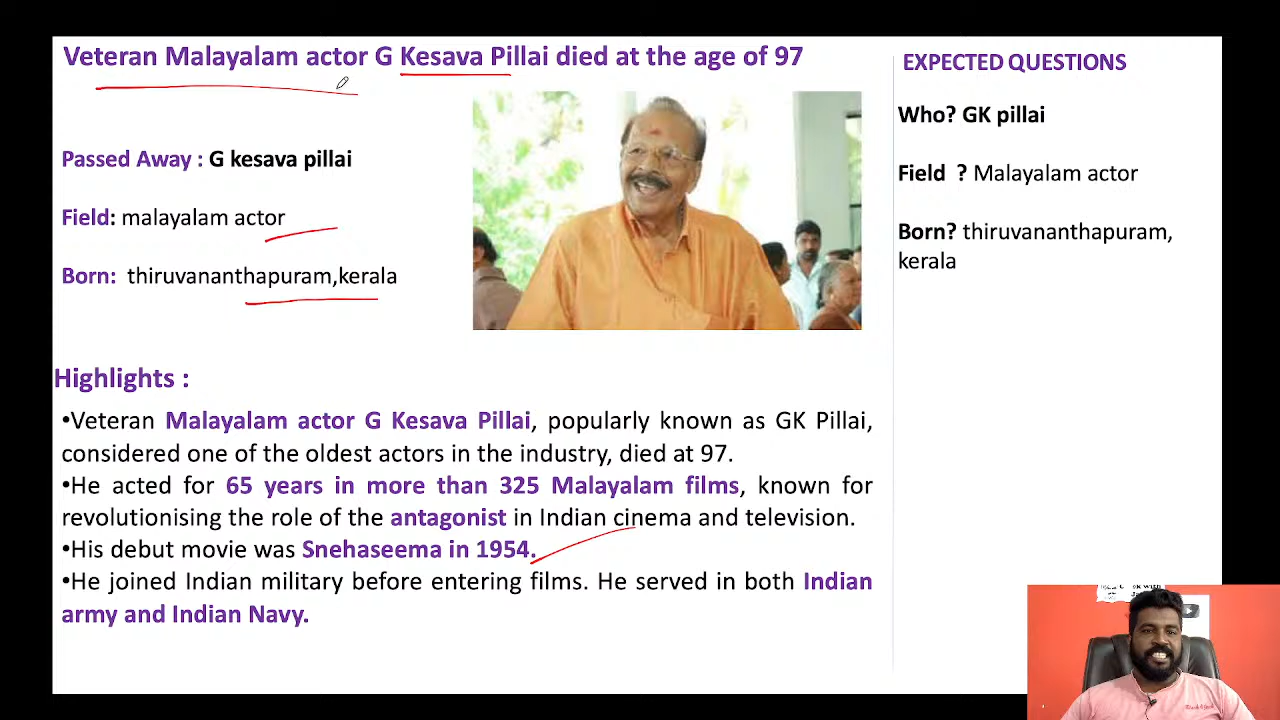 Veteran Malayalam actor G Kesava Pillai died at the age of 97
Passed Away : G kesava pillai
Field: malayalam actor
Born: thiruvananthapuram,kerala
Highlights :
•Veteran Malayalam actor G Kesava Pillai, popularly known as GK Pillai,
considered one of the oldest actors in the industry, died at 97.
•He acted for 65 years in more than 325 Malayalam films, known for
revolutionising the role of the antagonist in Indian cinema and television.
•His debut movie was Snehaseema in 1954.
•He joined Indian military before entering films. He served in both Indian
army and Indian Navy.
EXPECTED QUESTIONS
Who? GK pillai
Field ? Malayalam actor
Born? thiruvananthapuram,
kerala